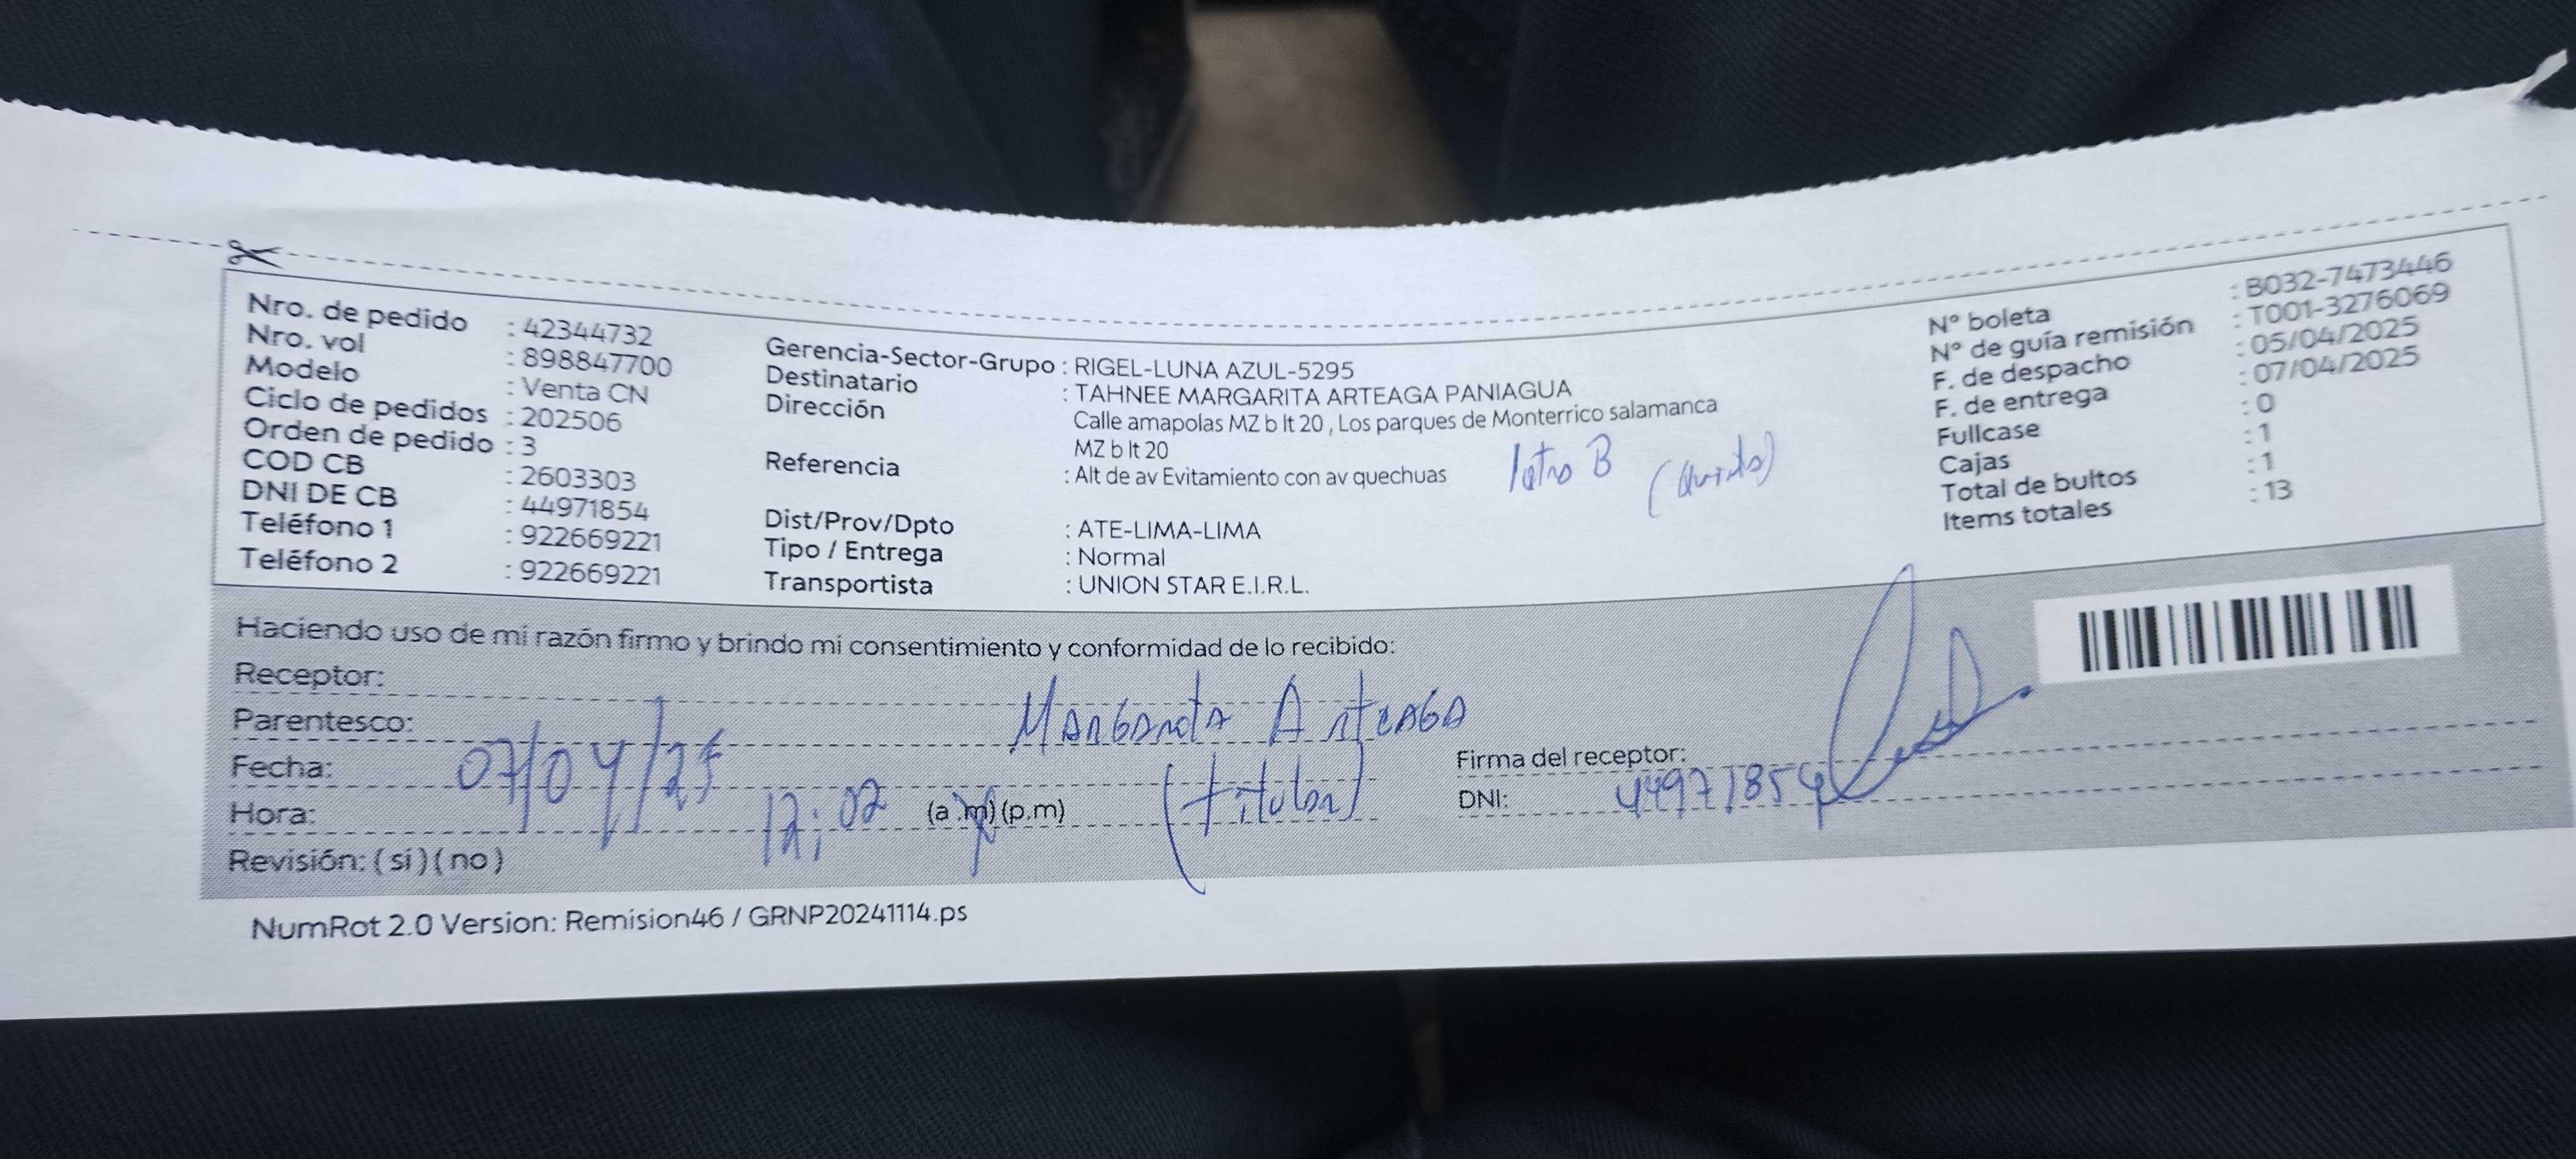 Nro. de pedido : 42344732
Nro. vol : 898847700
Modelo : Venta CN
Ciclo de pedidos : 202506
Orden de pedido : 3
COD CB : 2603303
DNI DE CB : 44971854
Teléfono 1 : 922669221
Teléfono 2 : 922669221
Gerencia-Sector-Grupo : RIGEL-LUNA AZUL-5295
Destinatario : TAHNEE MARGARITA ARTEAGA PANIAGUA
Dirección Calle amapolas MZ b lt 20 , Los parques de Monterrico salamanca
MZ b lt 20
Referencia : Alt de av Evitamiento con av quechuas
B
Dist/Prov/Dpto : ATE-LIMA-LIMA
Tipo / Entrega : Normal
Transportista : UNION STAR E.I.R.L.
N° boleta : B032-7473446
N° de guía remisión : T001-3276069
F. de despacho : 05/04/2025
F. de entrega : 07/04/2025
Fullcase : 0
Cajas : 1
Total de bultos : 1
Items totales : 13
Haciendo uso de mi razón firmo y brindo mi consentimiento y conformidad de lo recibido:
Receptor: Margarita Arteaga
Parentesco: (titular)
Fecha: 07/04/25
Hora: 12:02 (a.m)(p.m)
Revisión: (si)(no)
Firma del receptor:
DNI: 44971854
NumRot 2.0 Version: Remision46 / GRNP20241114.ps